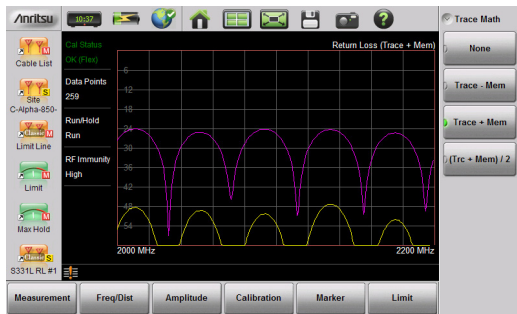 Anritsu
10:37
Trace Math
Cal Status
OK (Flex)
Return Loss (Trace + Mem)
None
Cable List
Data Points
259
-6
-12
-18
Trace - Mem
S
Site
C-Alpha-850-
Run/Hold
Run
-30
-36
-42
54
Trace + Mem
Classic M
Limit Line
RF Immunity
High
(Trc + Mem) / 2
M
Limit
M
Max Hold
Classic S
S331L RL #1
2000 MHz
2200 MHz
Measurement
Freq/Dist
Amplitude
Calibration
Marker
Limit